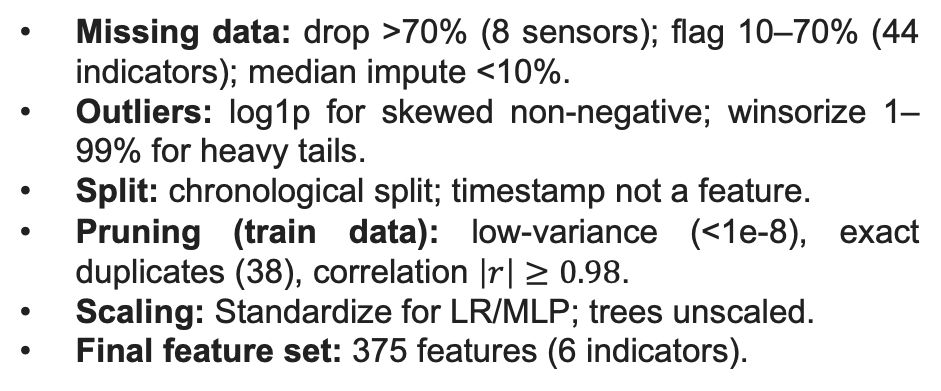 • Missing data: drop >70% (8 sensors); flag 10–70% (44
indicators); median impute <10%.
• Outliers: log1p for skewed non-negative; winsorize 1–
99% for heavy tails.
• Split: chronological split; timestamp not a feature.
• Pruning (train data): low-variance (<1e-8), exact
duplicates (38), correlation |r| ≥ 0.98.
• Scaling: Standardize for LR/MLP; trees unscaled.
• Final feature set: 375 features (6 indicators).